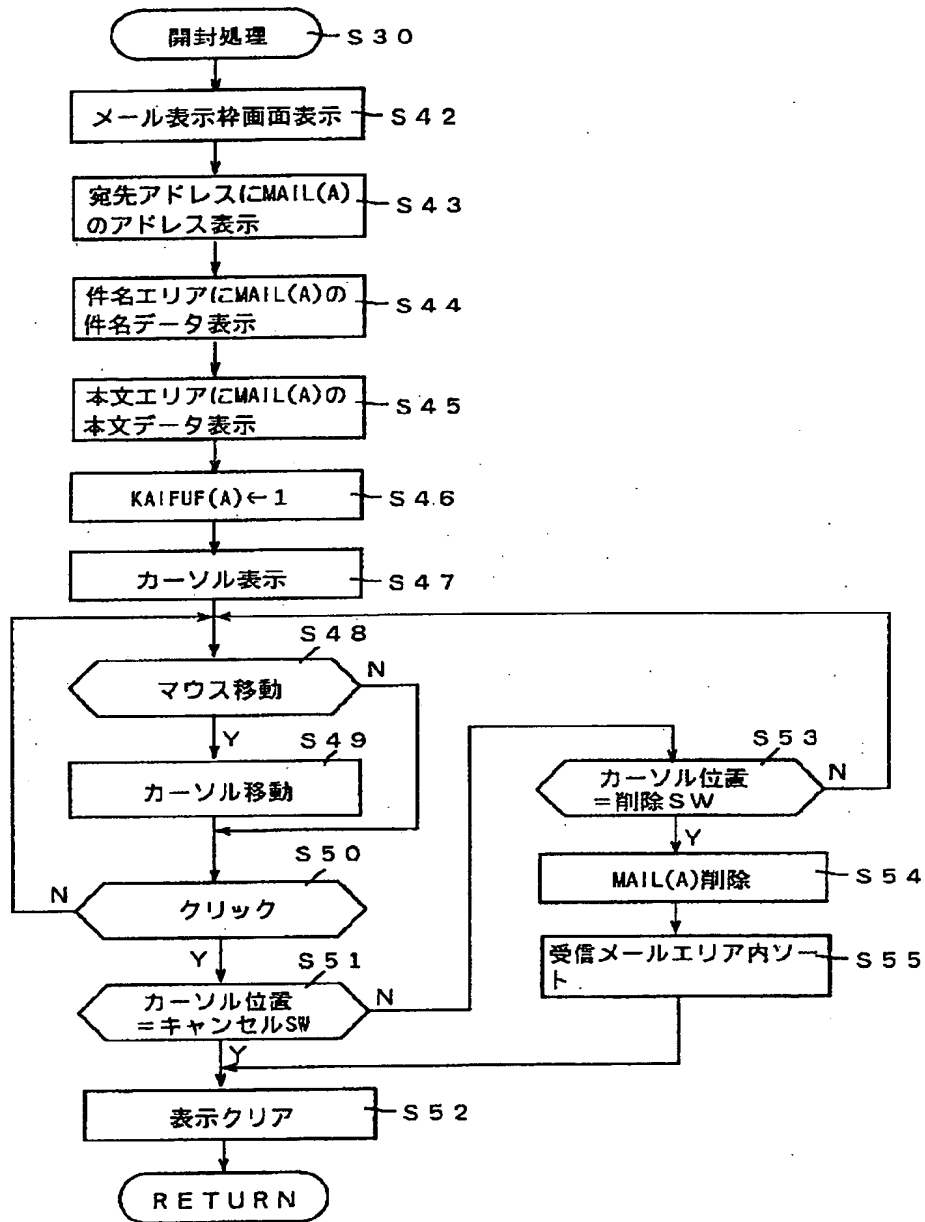 開封処理
S30
メール表示枠画面表示
S42
宛先アドレスにMAIL(A)
のアドレス表示
S43
件名エリアにMAIL(A)の
件名データ表示
S44
本文エリアにMAIL(A)の
本文データ表示
S45
KAIFUF(A)←1
S46
カーソル表示
S47
S48
マウス移動
N
Y
S49
カーソル移動
S50
クリック
N
Y
S51
カーソル位置
=キャンセルSW
N
Y
S53
カーソル位置
=削除SW
N
Y
MAIL(A)削除
S54
受信メールエリア内ソー
ト
S55
表示クリア
S52
RETURN